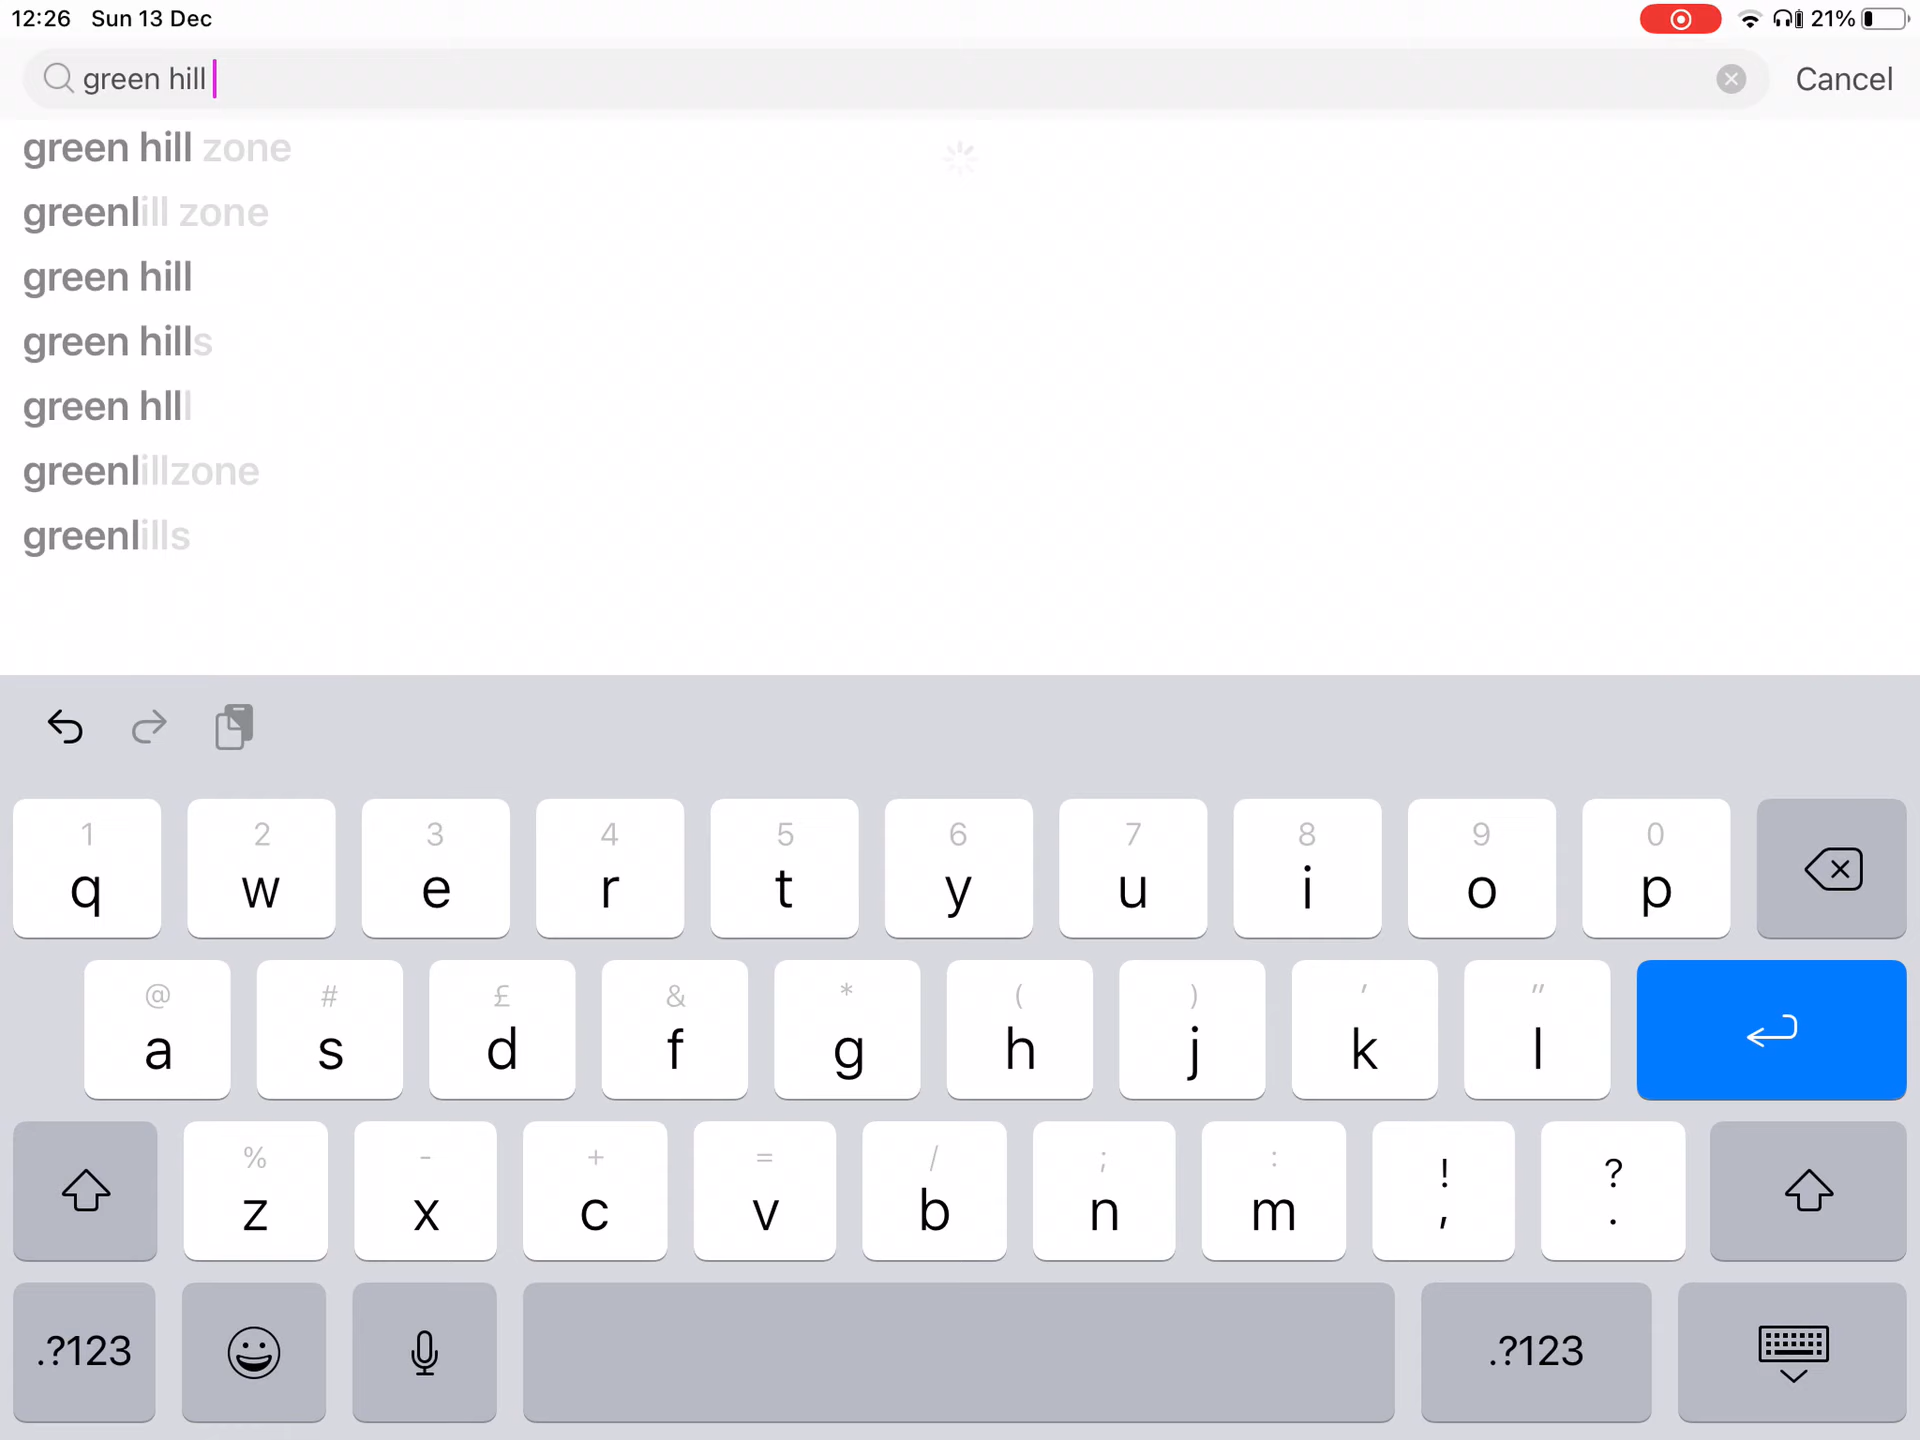 12:26 Sun 13 Dec 21%
green hill Cancel
green hill zone
greenlill zone
green hill
green hills
green hlll
greenlillzone
greenlills
1 2 3 4 5 6 7 8 9 0
q w e r t y u i o p
@ # £ & * ( ) ' "
a s d f g h j k l
% - + = / ; : ! ?
z x c v b n m , .
.?123 .?123